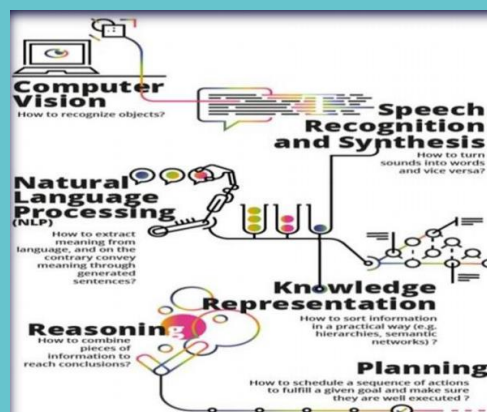 Computer
Vision
How to recognize objects?
Speech
Recognition
and Synthesis
How to turn
sounds into words
and vice versa?
Natural
Language
Processing
(NLP)
How to extract
meaning from
language, and on the
contrary convey
meaning through
generated
sentences?
Knowledge
Representation
How to sort information
in a practical way (e.g.
hierarchies, semantic
networks) ?
Reasoning
How to combine
pieces of
information to
reach conclusions?
Planning
How to schedule a sequence of actions
to fulfill a given goal and make sure
they are well executed ?